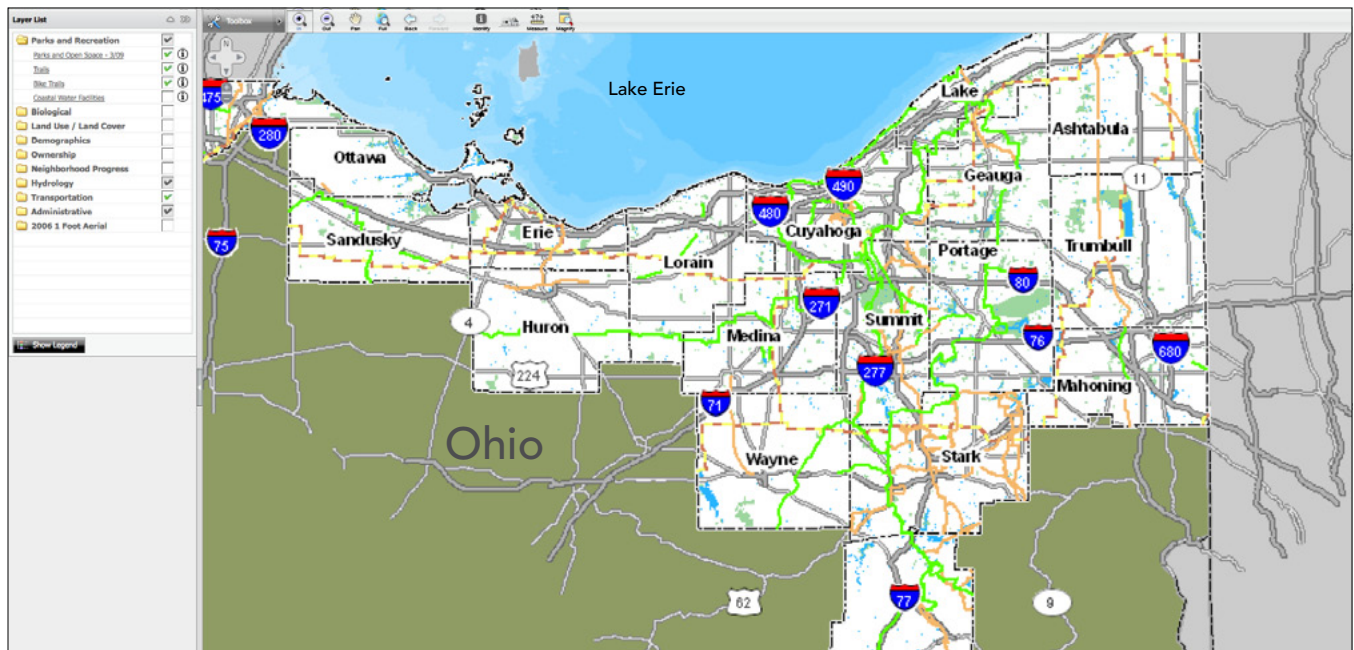 Layer List
Parks and Recreation
Parks and Open Space - 3/09
Trails
Bike Trails
Coastal Water Facilities
Biological
Land Use / Land Cover
Demographics
Ownership
Neighborhood Progress
Hydrology
Transportation
Administrative
2006 1 Foot Aerial
Show Legend
Toolbox
In
Out
Pan
Full
Back
Forward
Identify
Measure
Magnify
N
Lake Erie
Lake
475
280
Ashtabula
Ottawa
Geauga
11
490
480
Cuyahoga
Erie
75
Sandusky
Trumbull
Portage
Lorain
80
271
Summit
4
Huron
Medina
76
680
277
224
Mahoning
71
Ohio
Wayne
Stark
62
77
9